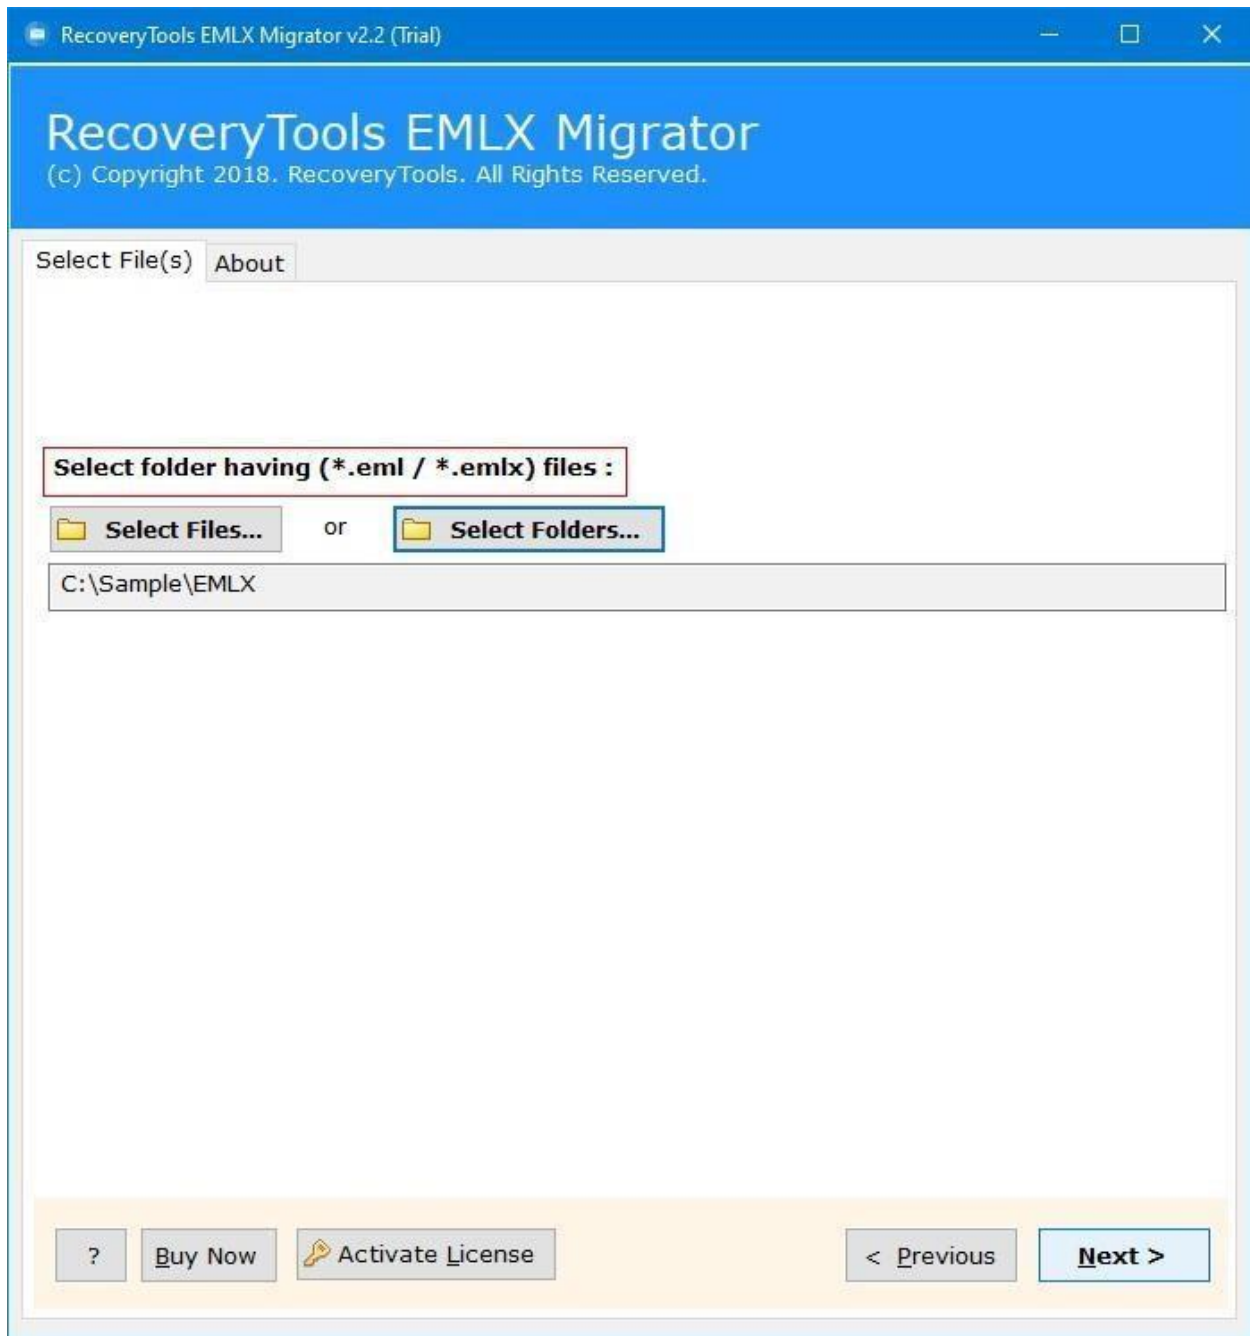 RecoveryTools EMLX Migrator v2.2 (Trial)
RecoveryTools EMLX Migrator
(c) Copyright 2018. RecoveryTools. All Rights Reserved.
Select File(s) About
Select folder having (*.eml / *.emlx) files :
Select Files... or Select Folders...
C:\Sample\EMLX
? Buy Now Activate License < Previous Next >